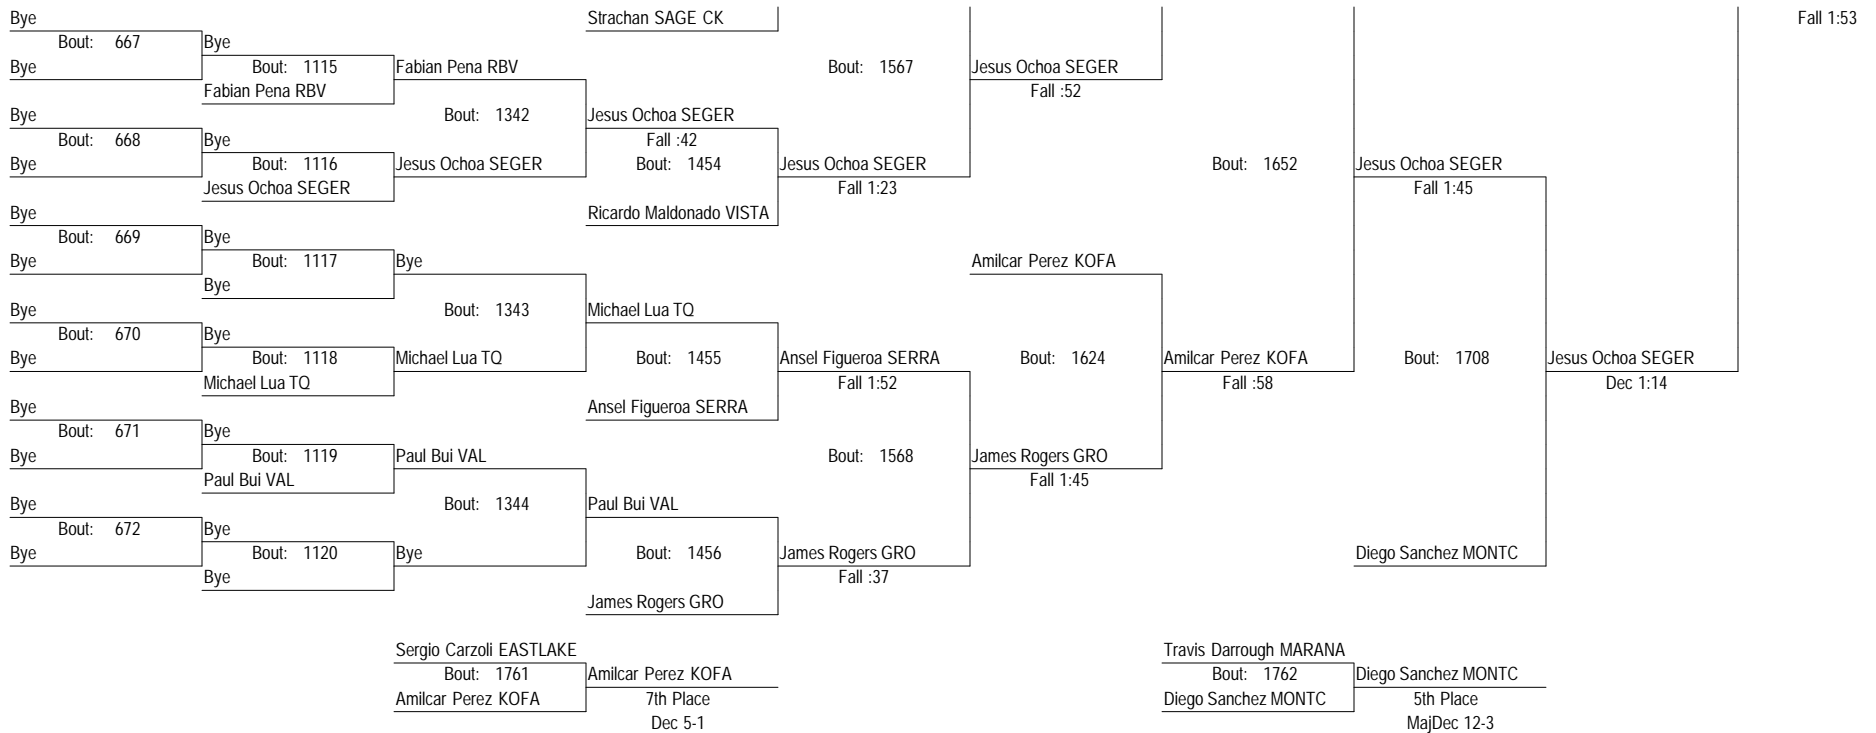 Bye
Strachan SAGE CK
Fall 1:53
Bout: 667
Bye
Bye
Bout: 1115
Fabian Pena RBV
Bout: 1567
Jesus Ochoa SEGER
Fabian Pena RBV
Fall :52
Bye
Bout: 1342
Jesus Ochoa SEGER
Bout: 668
Bye
Fall :42
Bye
Bout: 1116
Jesus Ochoa SEGER
Bout: 1454
Jesus Ochoa SEGER
Bout: 1652
Jesus Ochoa SEGER
Jesus Ochoa SEGER
Fall 1:23
Fall 1:45
Bye
Ricardo Maldonado VISTA
Bout: 669
Bye
Bye
Bout: 1117
Bye
Amilcar Perez KOFA
Bye
Bye
Bout: 1343
Michael Lua TQ
Bout: 670
Bye
Bye
Bout: 1118
Michael Lua TQ
Bout: 1455
Ansel Figueroa SERRA
Bout: 1624
Amilcar Perez KOFA
Bout: 1708
Jesus Ochoa SEGER
Michael Lua TQ
Fall 1:52
Fall :58
Dec 1:14
Bye
Ansel Figueroa SERRA
Bout: 671
Bye
Bye
Bout: 1119
Paul Bui VAL
Bout: 1568
James Rogers GRO
Paul Bui VAL
Fall 1:45
Bye
Bout: 1344
Paul Bui VAL
Bout: 672
Bye
Bye
Bout: 1120
Bye
Bout: 1456
James Rogers GRO
Diego Sanchez MONTC
Bye
Fall :37
James Rogers GRO
Sergio Carzoli EASTLAKE
Travis Darrough MARANA
Bout: 1761
Amilcar Perez KOFA
Bout: 1762
Diego Sanchez MONTC
Amilcar Perez KOFA
7th Place
Diego Sanchez MONTC
5th Place
Dec 5-1
MajDec 12-3